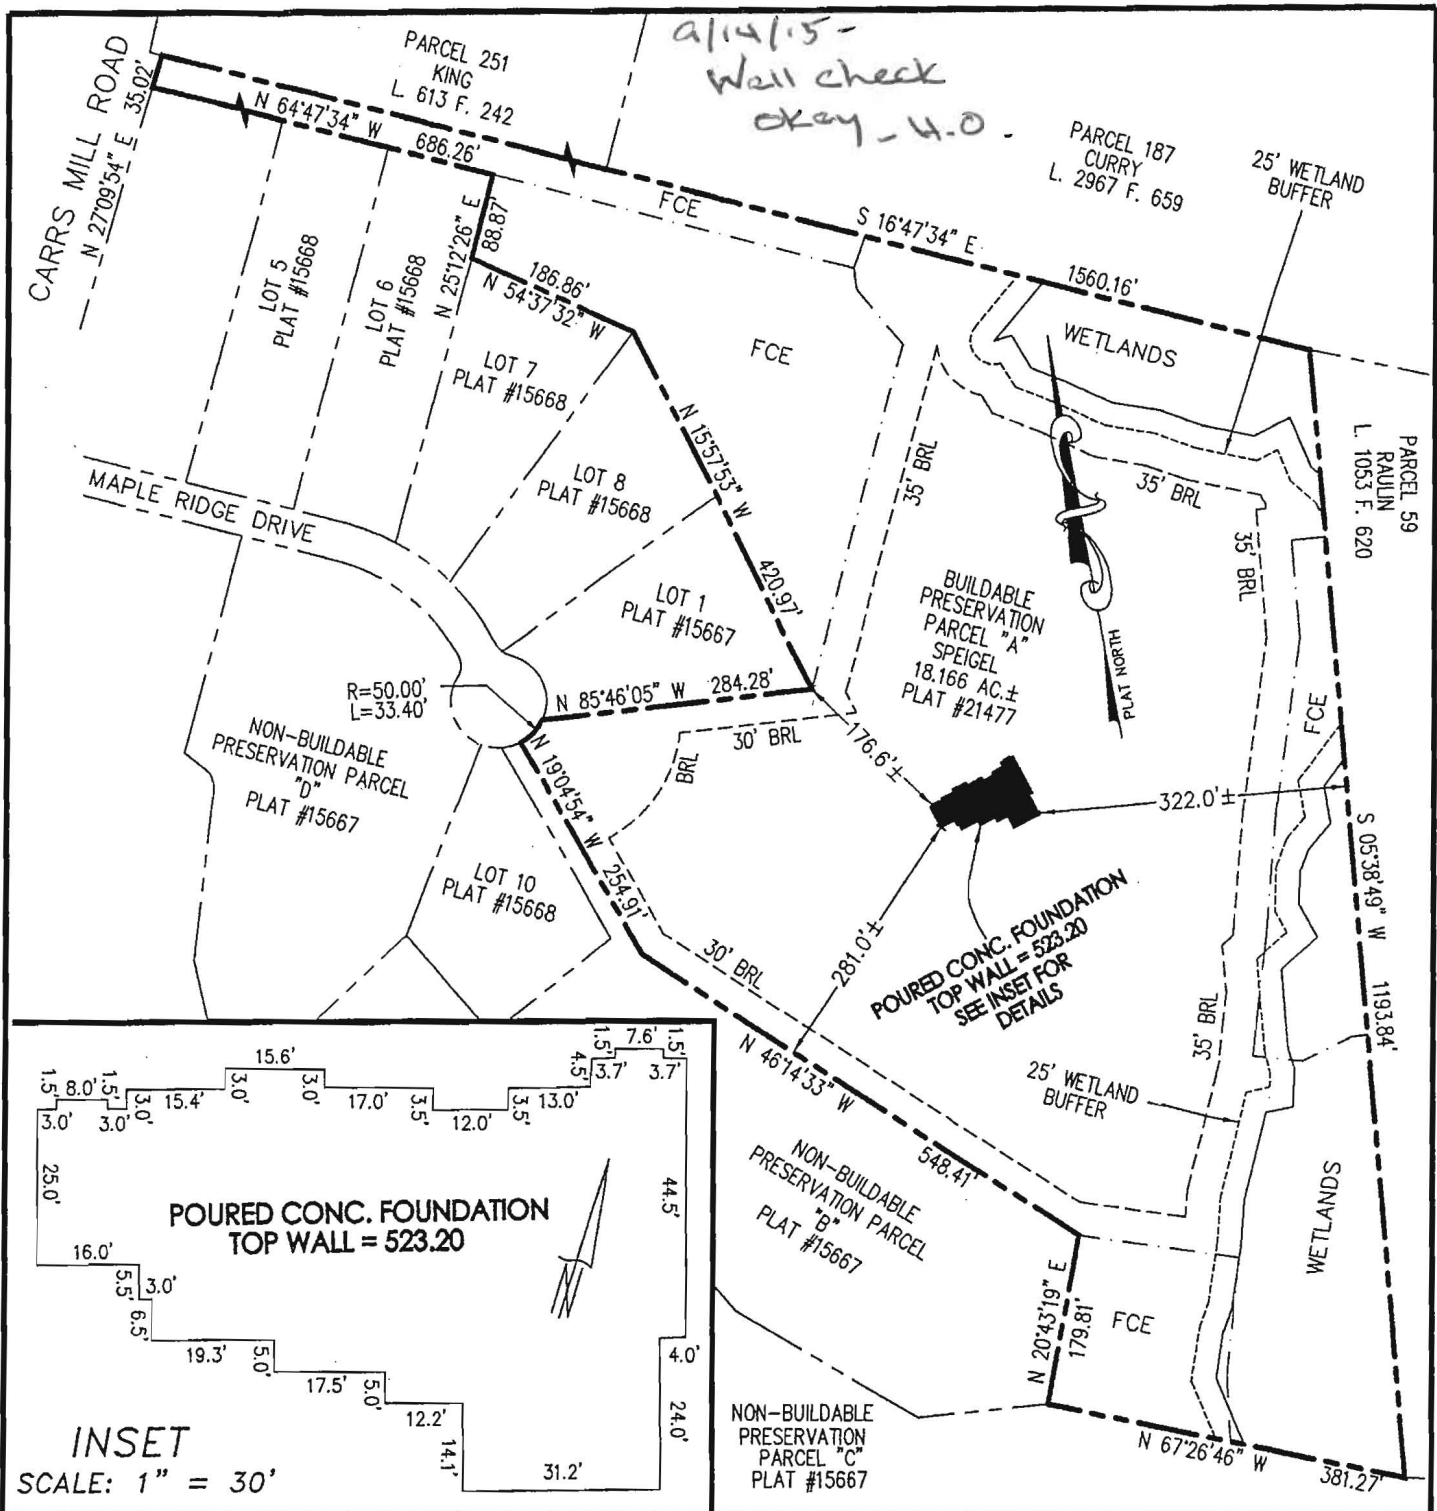 9/14/15-
Well check
okay - H.O.
CARRS MILL ROAD
N 27°09'54" E 35.02'
PARCEL 251
KING
L. 613 F. 242
N 64°47'34" W
686.26'
FCE
S 16°47'34" E
1560.16'
PARCEL 187
CURRY
L. 2967 F. 659
25' WETLAND
BUFFER
WETLANDS
PARCEL 59
RAULIN
L. 1053 F. 620
LOT 5
PLAT #15668
LOT 6
PLAT #15668
N 25°12'26" E
88.87'
186.86'
N 54°37'32" W
LOT 7
PLAT #15668
FCE
N 15°57'53" W
420.97'
35' BRL
35' BRL
35' BRL
LOT 8
PLAT #15668
MAPLE RIDGE DRIVE
LOT 1
PLAT #15667
BUILDABLE
PRESERVATION
PARCEL "A"
SPEIGEL
18.166 AC.±
PLAT #21477
PLAT NORTH
FCE
R=50.00'
L=33.40'
N 85°46'05" W 284.28'
30' BRL
BRL
176.6'±
322.0'±
NON-BUILDABLE
PRESERVATION PARCEL
"D"
PLAT #15667
N 19°04'54" W
254.91'
LOT 10
PLAT #15668
281.0'±
POURED CONC. FOUNDATION
TOP WALL = 523.20
SEE INSET FOR
DETAILS
S 05°38'49" W
1193.84'
30' BRL
35' BRL
N 46°14'33" W
548.41'
25' WETLAND
BUFFER
NON-BUILDABLE
PRESERVATION PARCEL
"B"
PLAT #15667
WETLANDS
N 20°43'19" E
179.81'
FCE
N 67°26'46" W
381.27'
NON-BUILDABLE
PRESERVATION
PARCEL "C"
PLAT #15667
1.5' 8.0' 1.5'
3.0' 3.0' 3.0'
15.4'
3.0' 15.6' 3.0'
17.0'
3.5' 12.0' 3.5'
13.0'
4.5' 1.5' 7.6' 1.5'
3.7' 3.7'
25.0'
44.5'
POURED CONC. FOUNDATION
TOP WALL = 523.20
N
16.0'
5.5' 3.0'
6.5'
19.3'
5.0'
17.5'
5.0'
12.2'
14.1'
31.2'
24.0'
4.0'
INSET
SCALE: 1" = 30'